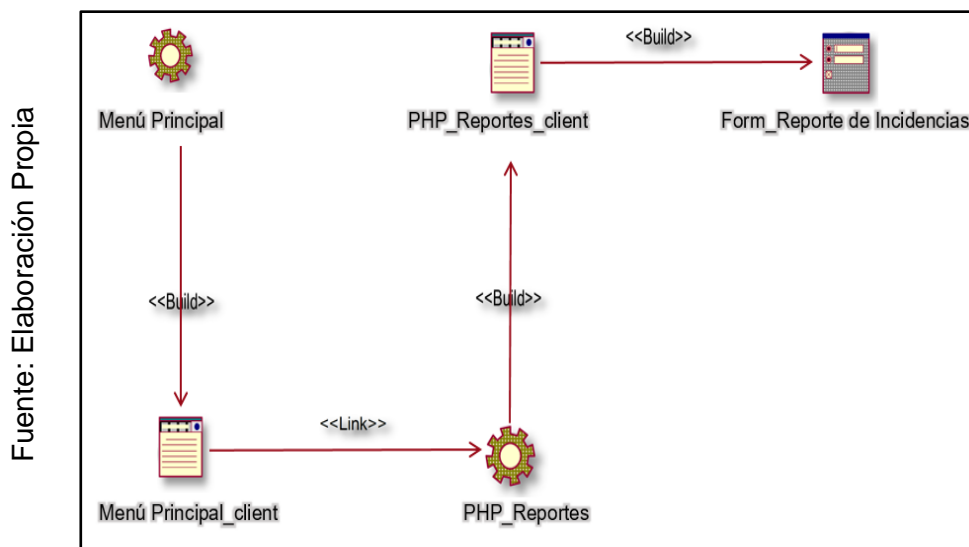 Fuente: Elaboración Propia
<<Build>>
Menú Principal
PHP_Reportes_client
Form_Reporte de Incidencias
<<Build>>
<<Build>>
<<Link>>
Menú Principal_client
PHP_Reportes